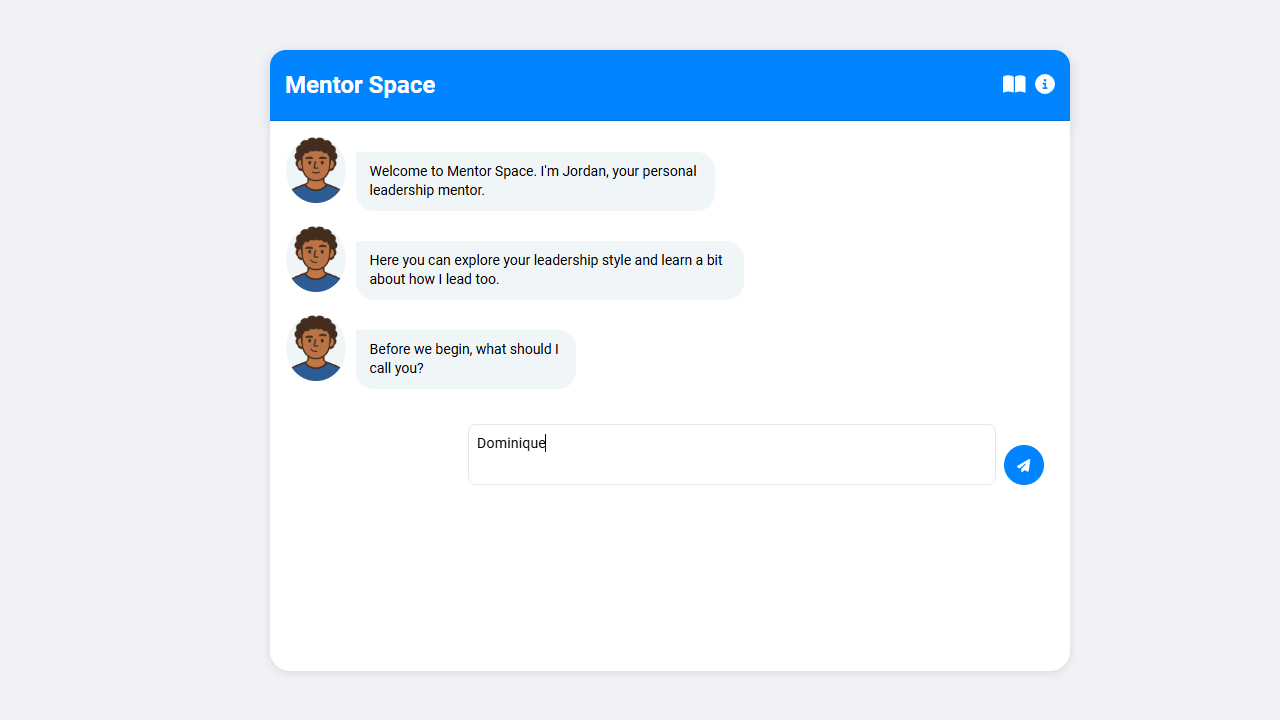 Mentor Space
Welcome to Mentor Space. I'm Jordan, your personal
leadership mentor.
Here you can explore your leadership style and learn a bit
about how I lead too.
Before we begin, what should I
call you?
Dominique